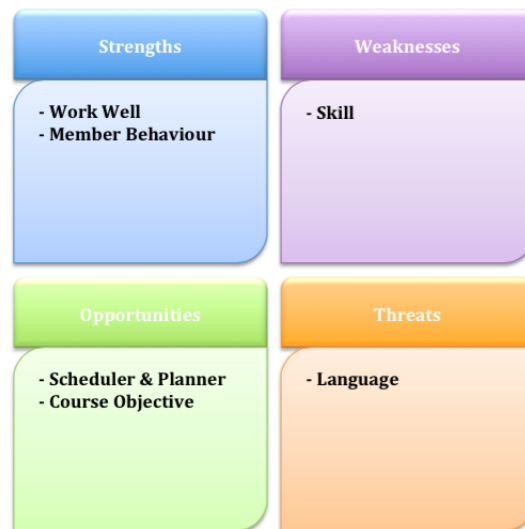 Strengths
- Work Well
- Member Behaviour
Weaknesses
- Skill
Opportunities
- Scheduler & Planner
- Course Objective
Threats
- Language